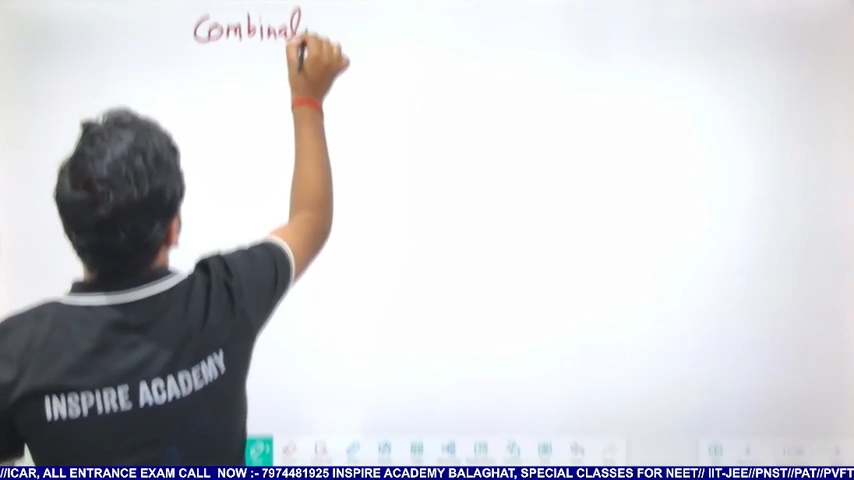 Combinat
INSPIRE ACADEMY
//ICAR, ALL ENTRANCE EXAM CALL NOW :- 7974481925 INSPIRE ACADEMY BALAGHAT, SPECIAL CLASSES FOR NEET// IIT-JEE//PNST//PAT//PVFT